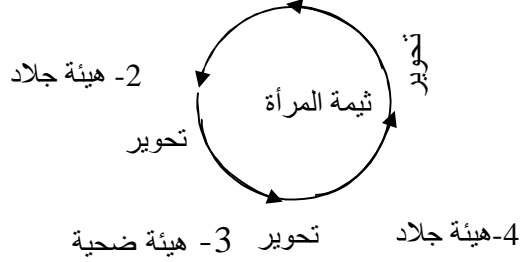 تحوير
2- هيئة جلاد
ثيمة المرأة
تحوير
4-هيئة جلاد
تحوير
3- هيئة ضحية